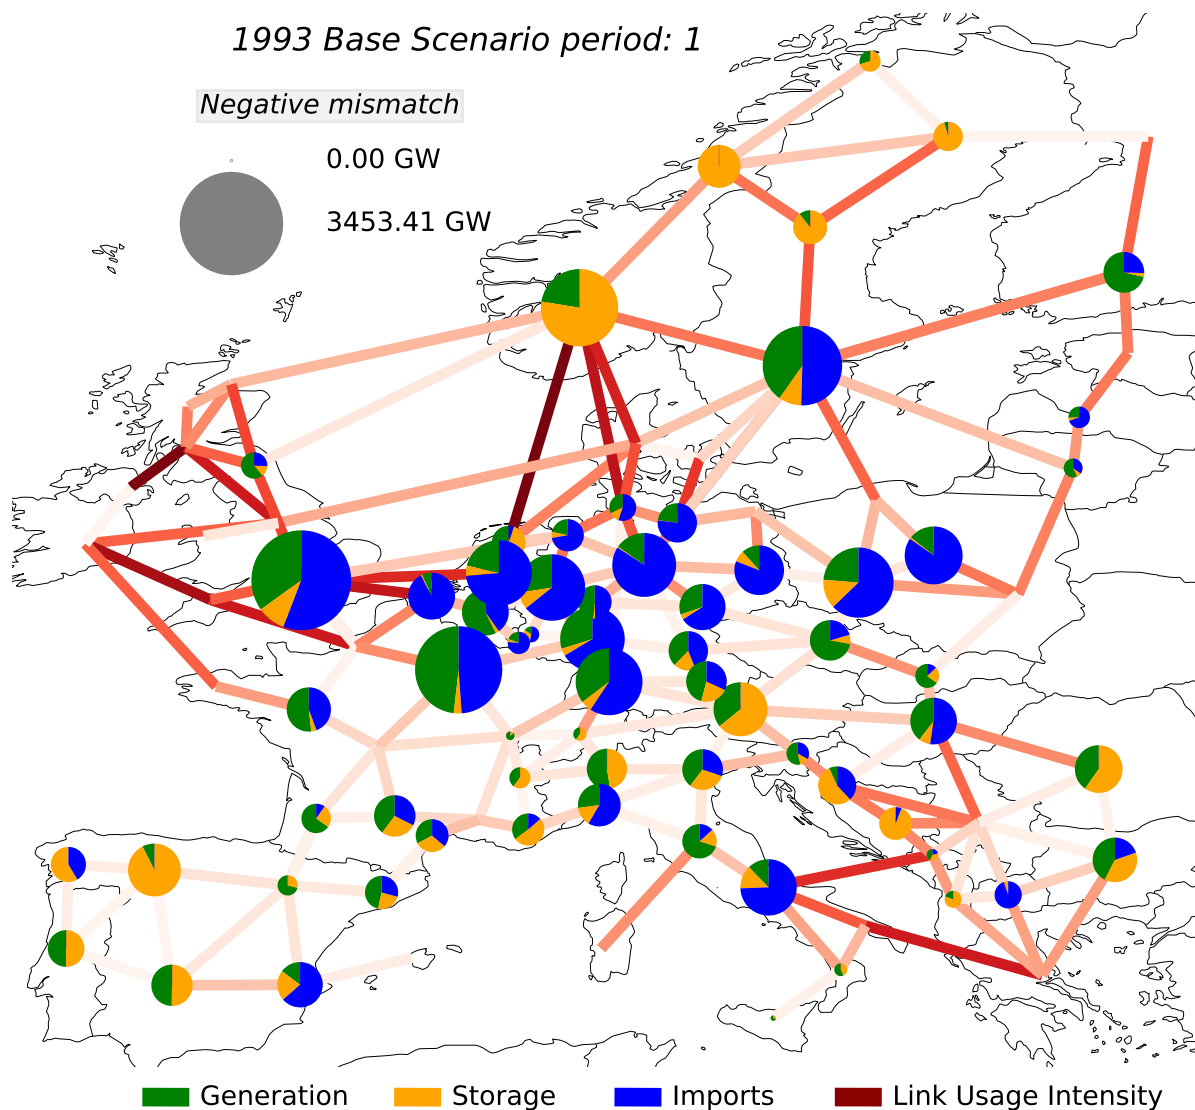 1993 Base Scenario period: 1
Negative mismatch
0.00 GW
3453.41 GW
Generation Storage Imports Link Usage Intensity